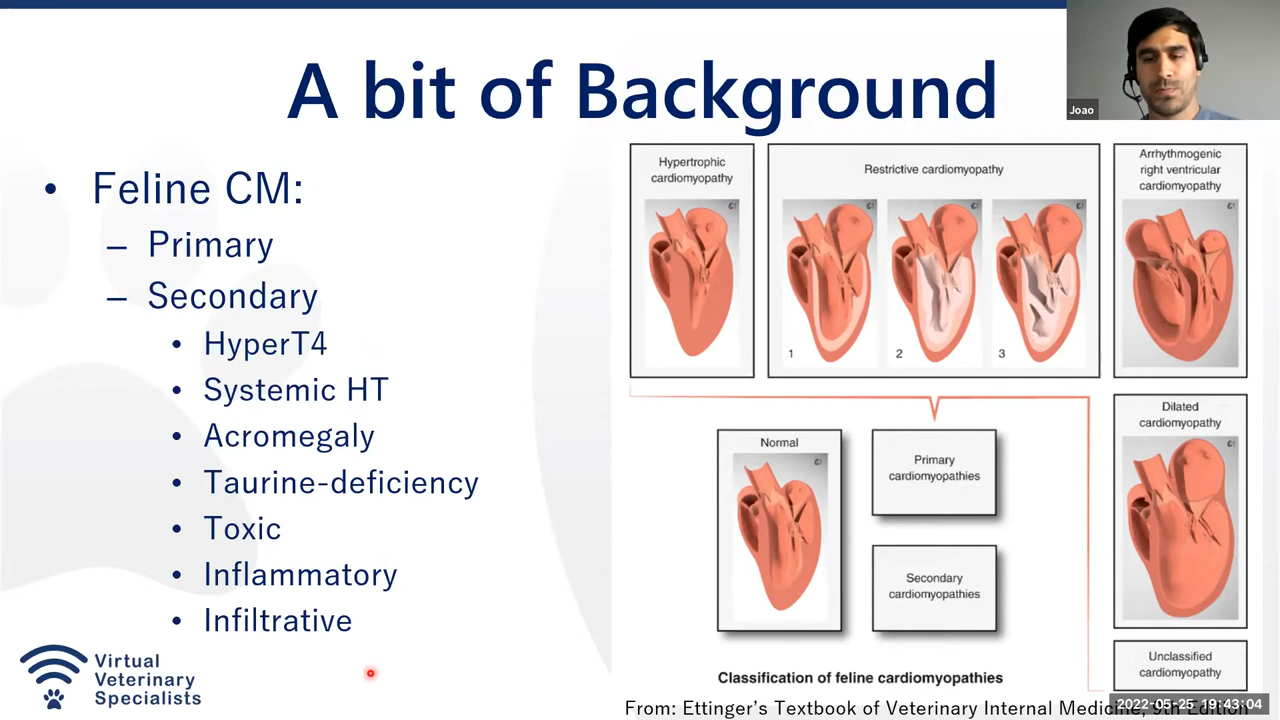 A bit of Background
Joao
• Feline CM:
– Primary
– Secondary
• HyperT4
• Systemic HT
• Acromegaly
• Taurine-deficiency
• Toxic
• Inflammatory
• Infiltrative
Virtual
Veterinary
Specialists
Hypertrophic
cardiomyopathy
Restrictive cardiomyopathy
1
2
3
Arrhythmogenic
right ventricular
cardiomyopathy
Normal
Primary
cardiomyopathies
Secondary
cardiomyopathies
Dilated
cardiomyopathy
Unclassified
cardiomyopathy
Classification of feline cardiomyopathies
From: Ettinger's Textbook of Veterinary Internal Medicine, 9th Edition
2022-05-25 19:43:04